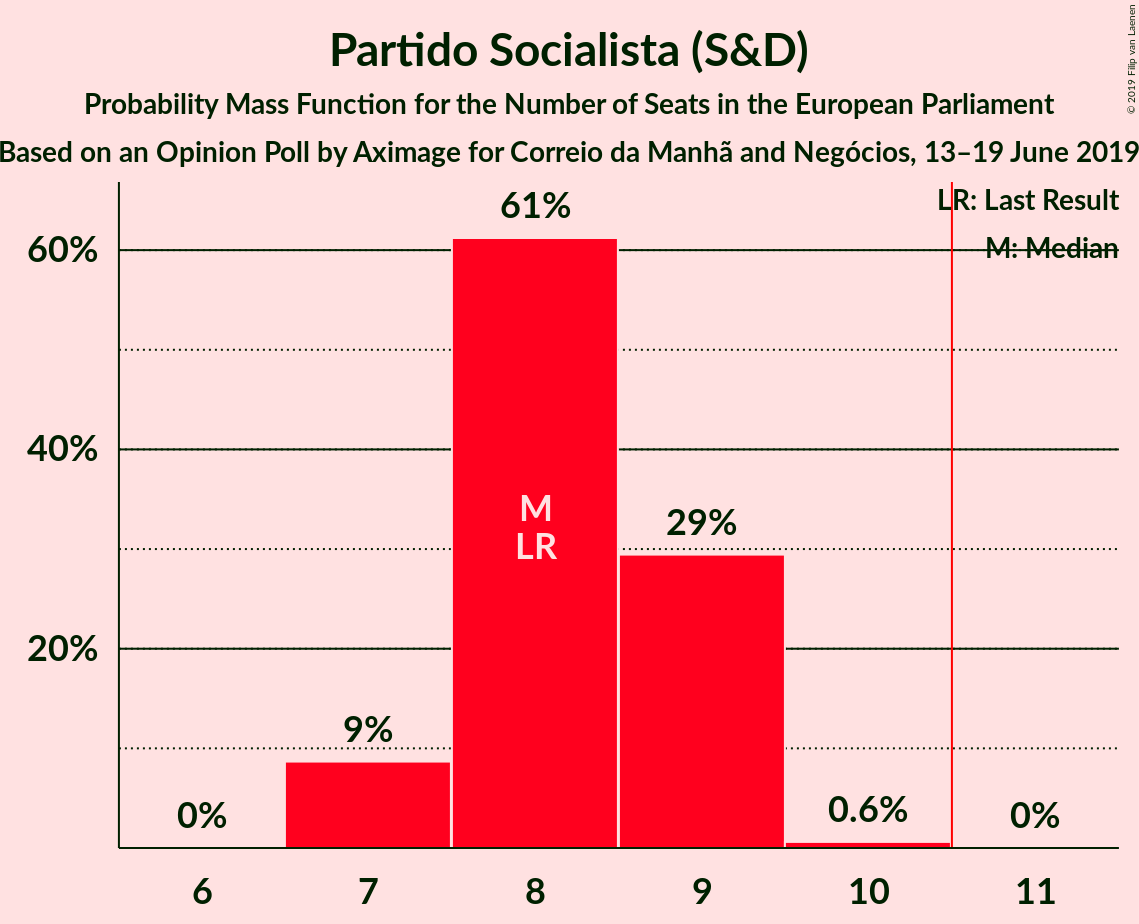 Partido Socialista (S&D)
Probability Mass Function for the Number of Seats in the European Parliament
Based on an Opinion Poll by Aximage for Correio da Manhã and Negócios, 13–19 June 2019
© 2019 Filip van Laenen
LR: Last Result
M: Median
60%
40%
20%
0%
9%
61%
29%
0.6%
0%
M
LR
6
7
8
9
10
11